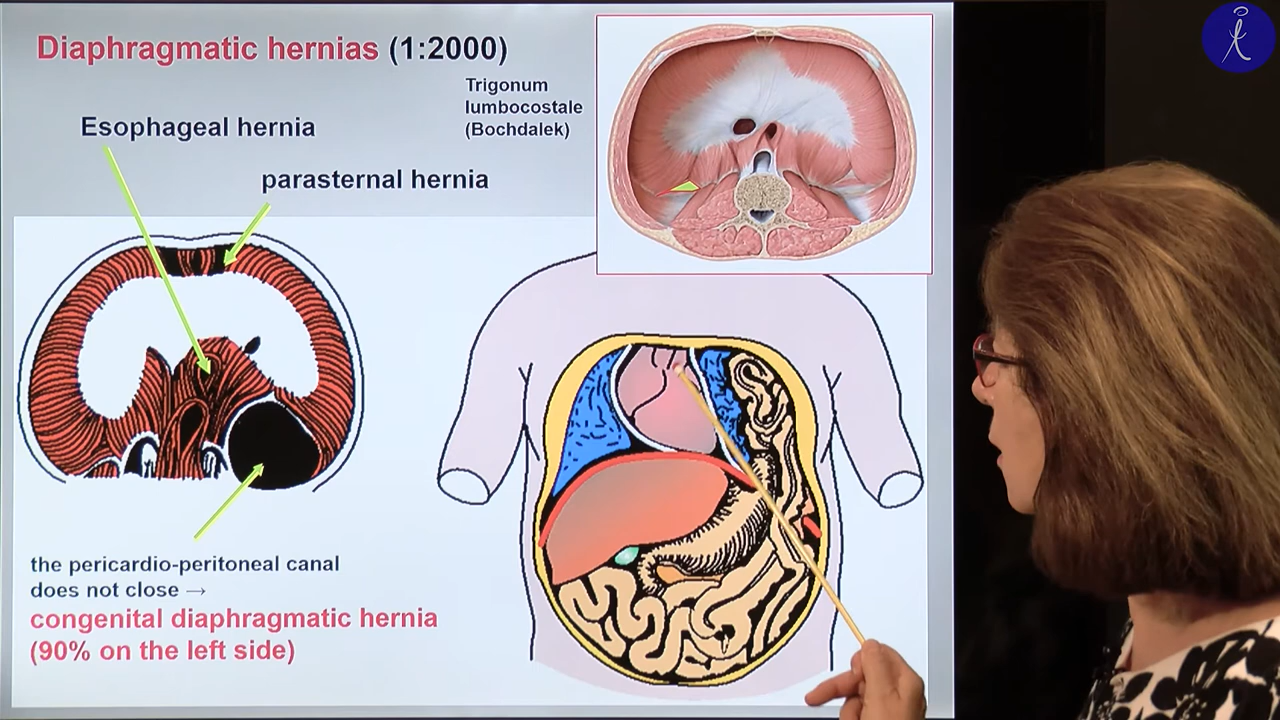 Diaphragmatic hernias (1:2000)
Trigonum
lumbocostale
(Bochdalek)
Esophageal hernia
parasternal hernia
the pericardio-peritoneal canal
does not close →
congenital diaphragmatic hernia
(90% on the left side)